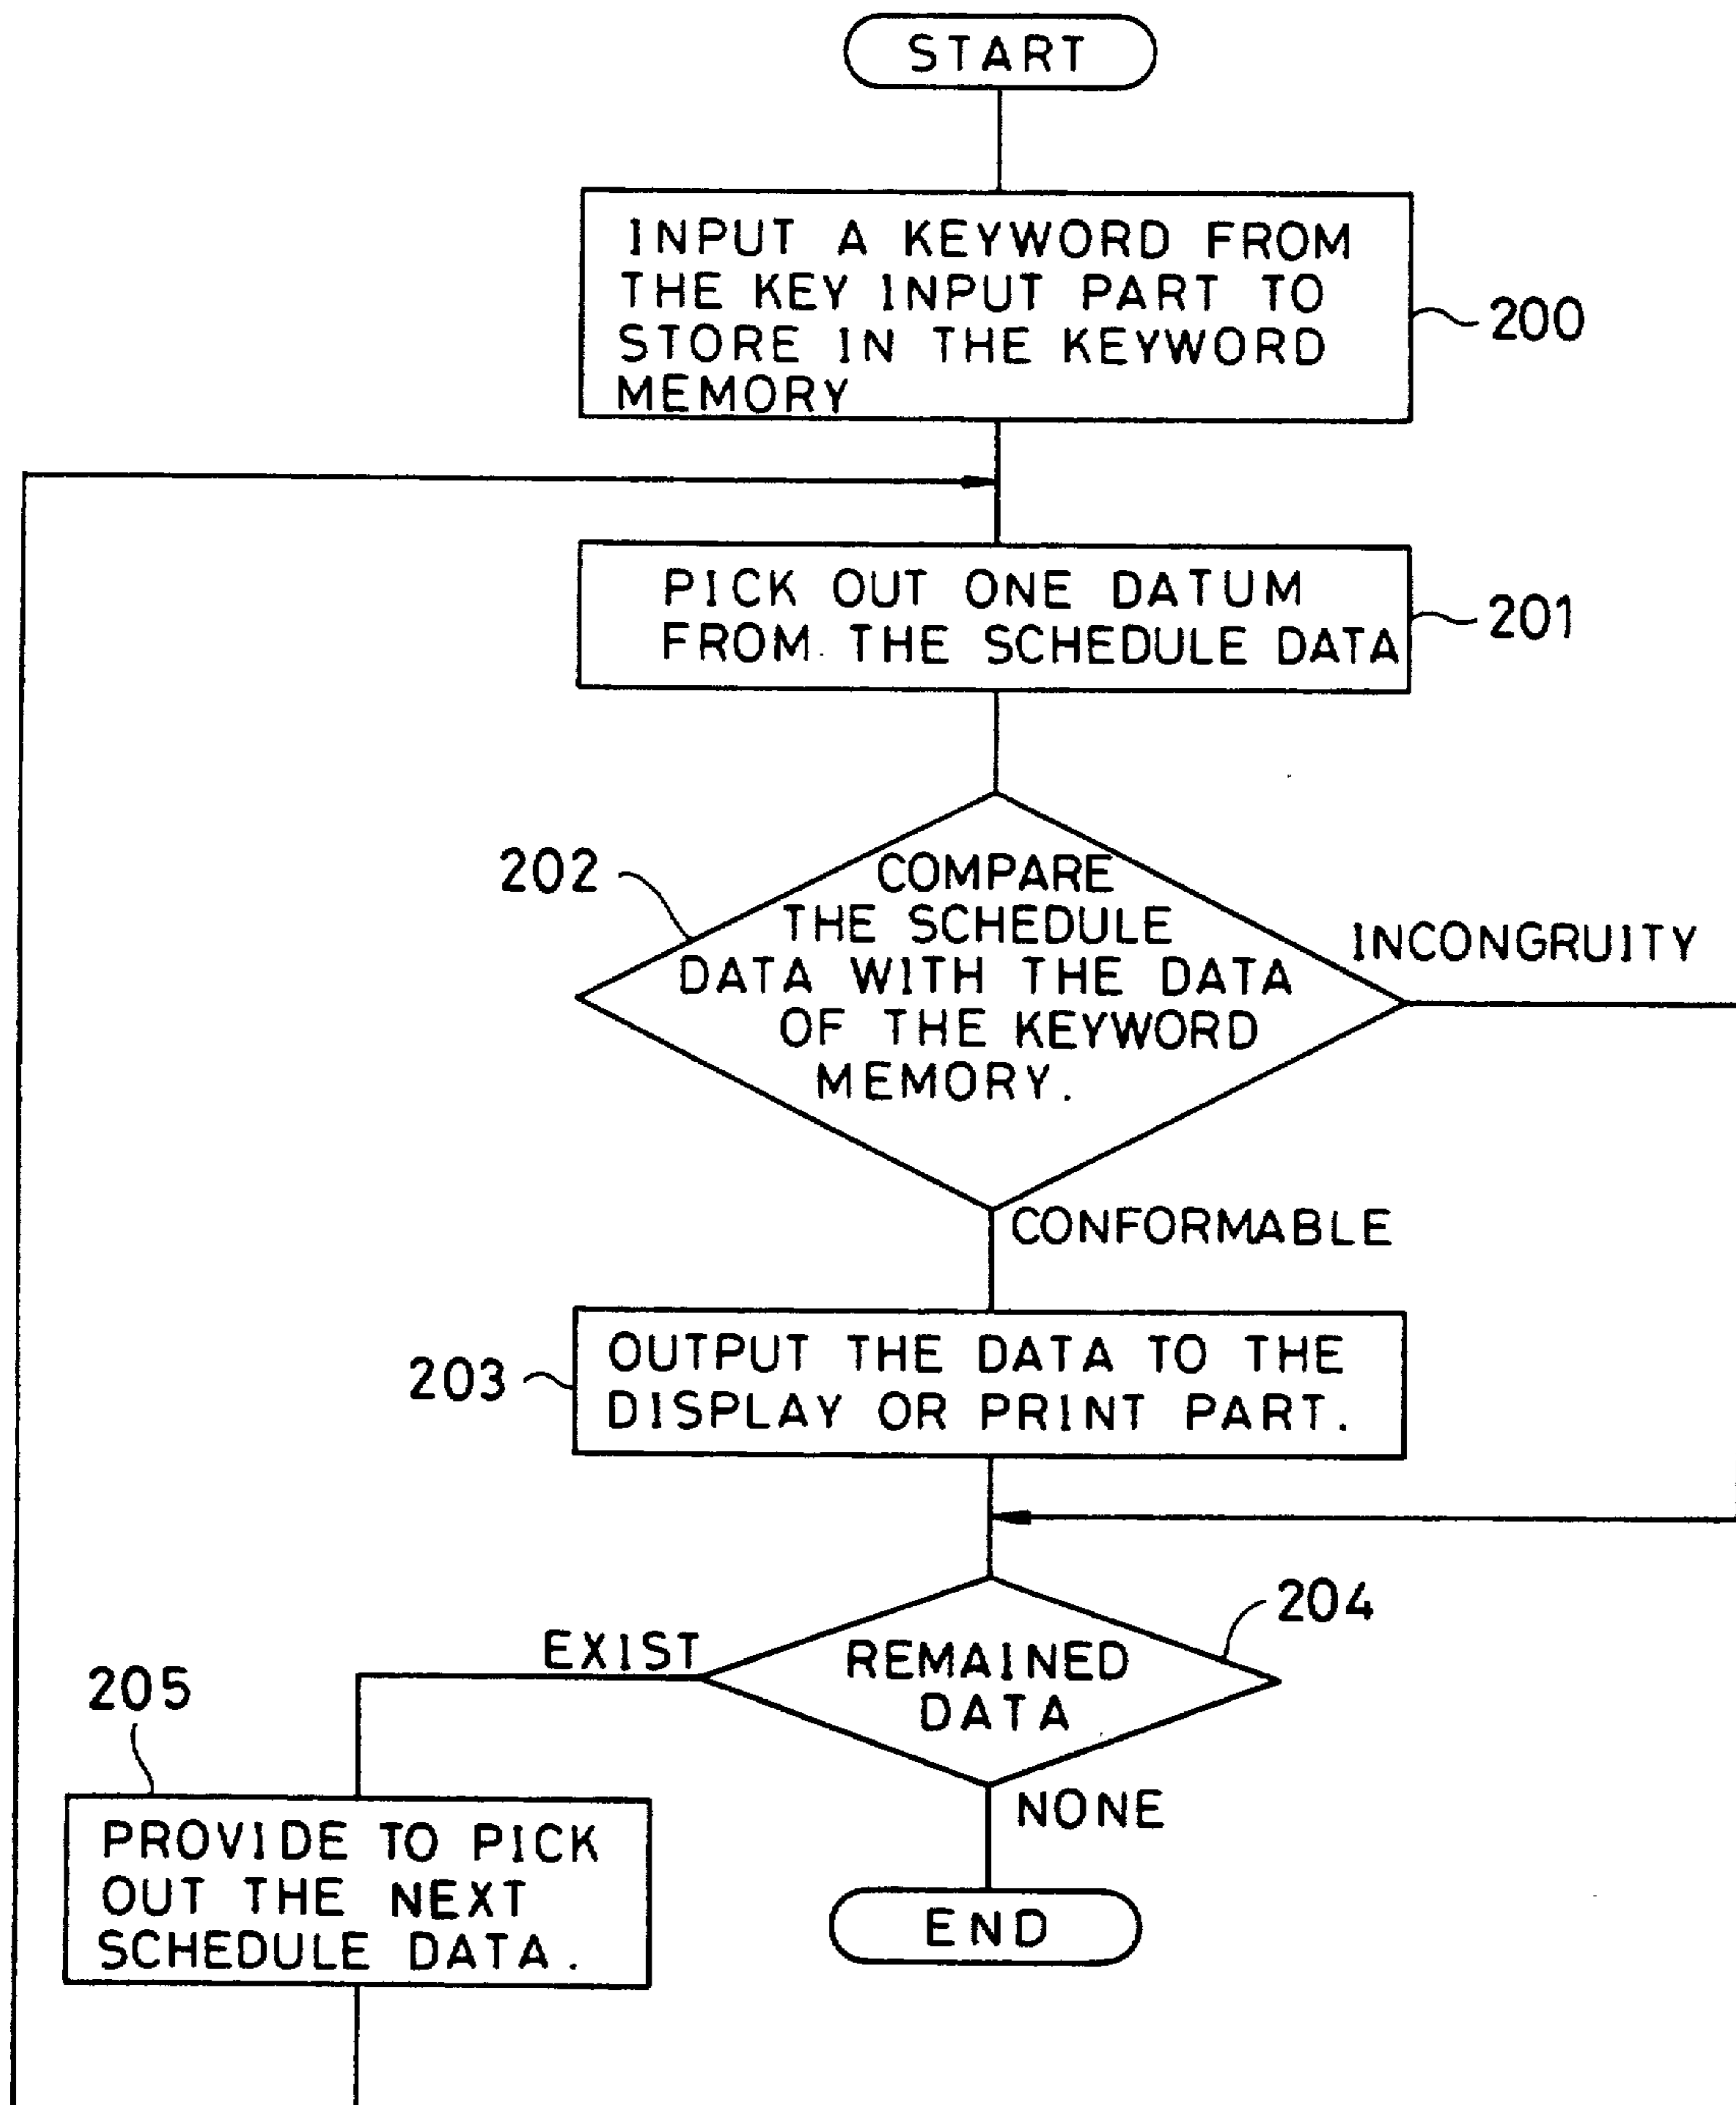 START
INPUT A KEYWORD FROM
THE KEY INPUT PART TO
STORE IN THE KEYWORD
MEMORY
200
PICK OUT ONE DATUM
FROM THE SCHEDULE DATA
201
202
COMPARE
THE SCHEDULE
DATA WITH THE DATA
OF THE KEYWORD
MEMORY.
INCONGRUITY
CONFORMABLE
203
OUTPUT THE DATA TO THE
DISPLAY OR PRINT PART.
204
EXIST
REMAINED
DATA
205
NONE
PROVIDE TO PICK
OUT THE NEXT
SCHEDULE DATA.
END